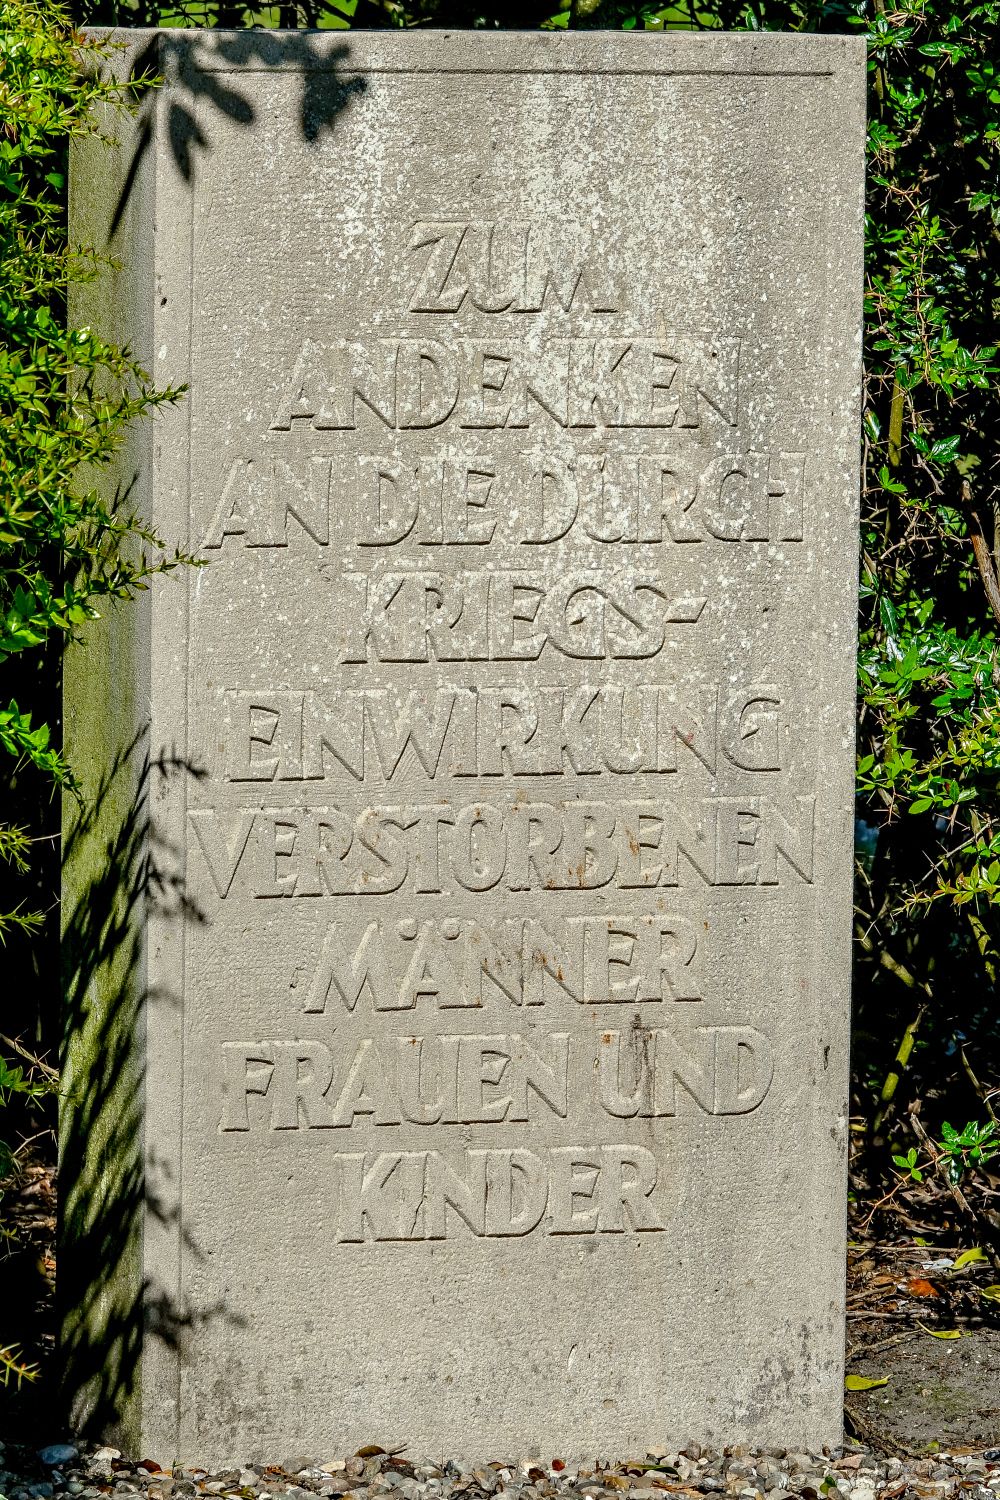 ZUM
ANDENKEN
AN DIE DURCH
KRIEGS-
EINWIRKUNG
VERSTORBENEN
MÄNNER
FRAUEN UND
KINDER